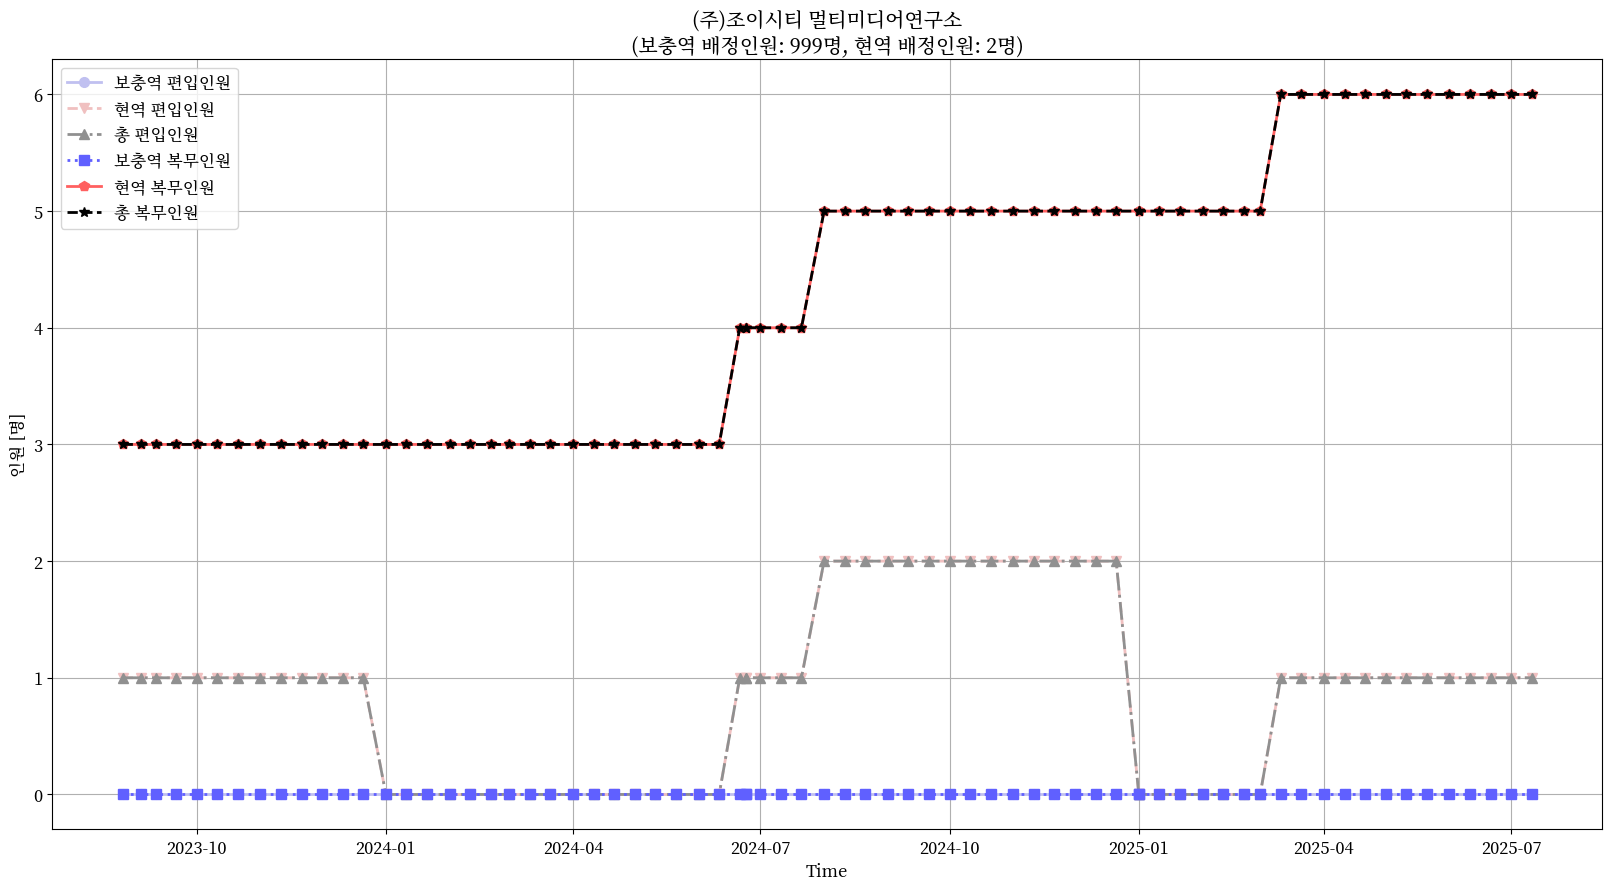 (주)조이시티 멀티미디어연구소
(보충역 배정인원: 999명, 현역 배정인원: 2명)
보충역 편입인원
현역 편입인원
총 편입인원
보충역 복무인원
현역 복무인원
총 복무인원
6
5
4
3
2
1
0
인원 [명]
2023-10
2024-01
2024-04
2024-07
2024-10
2025-01
2025-04
2025-07
Time